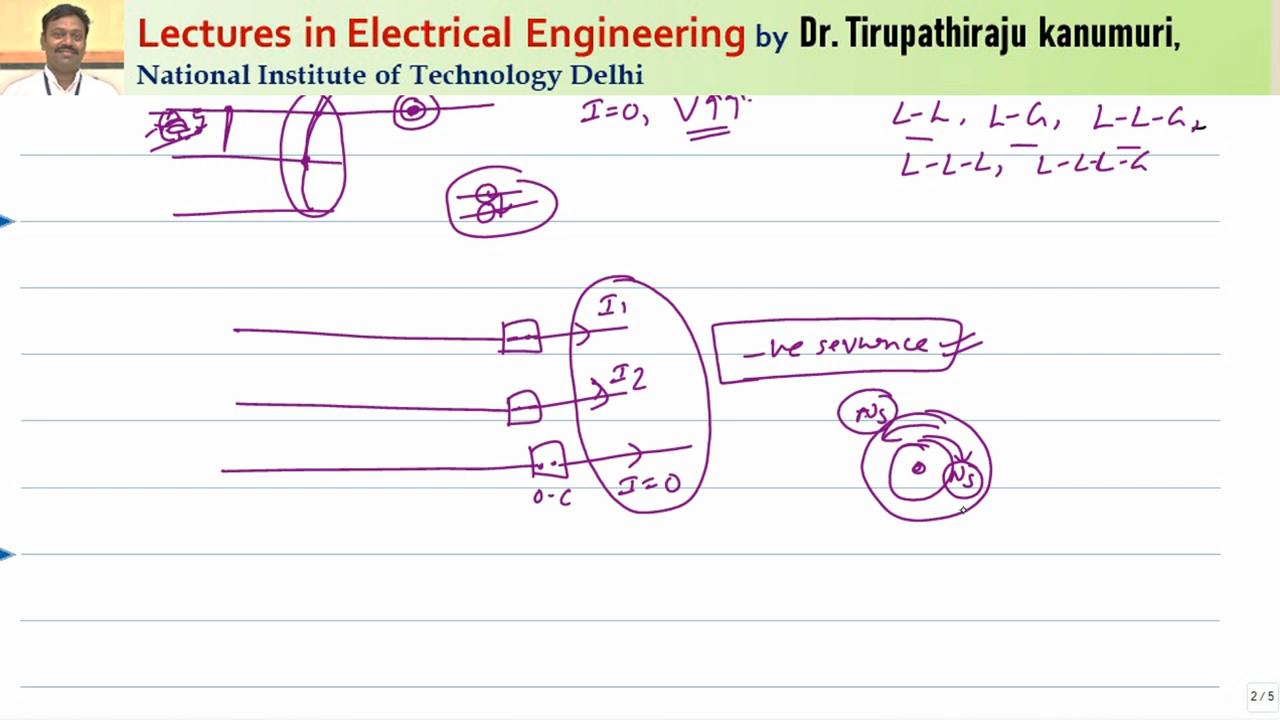 Lectures in Electrical Engineering by Dr. Tirupathiraju kanumuri,
National Institute of Technology Delhi
I=0, V↑↑
L-L, L-G, L-L-G,
L-L-L, L-L-L-G
I1
-ve sequence
I2
Ns
Ns
I=0
O-C
2 / 5